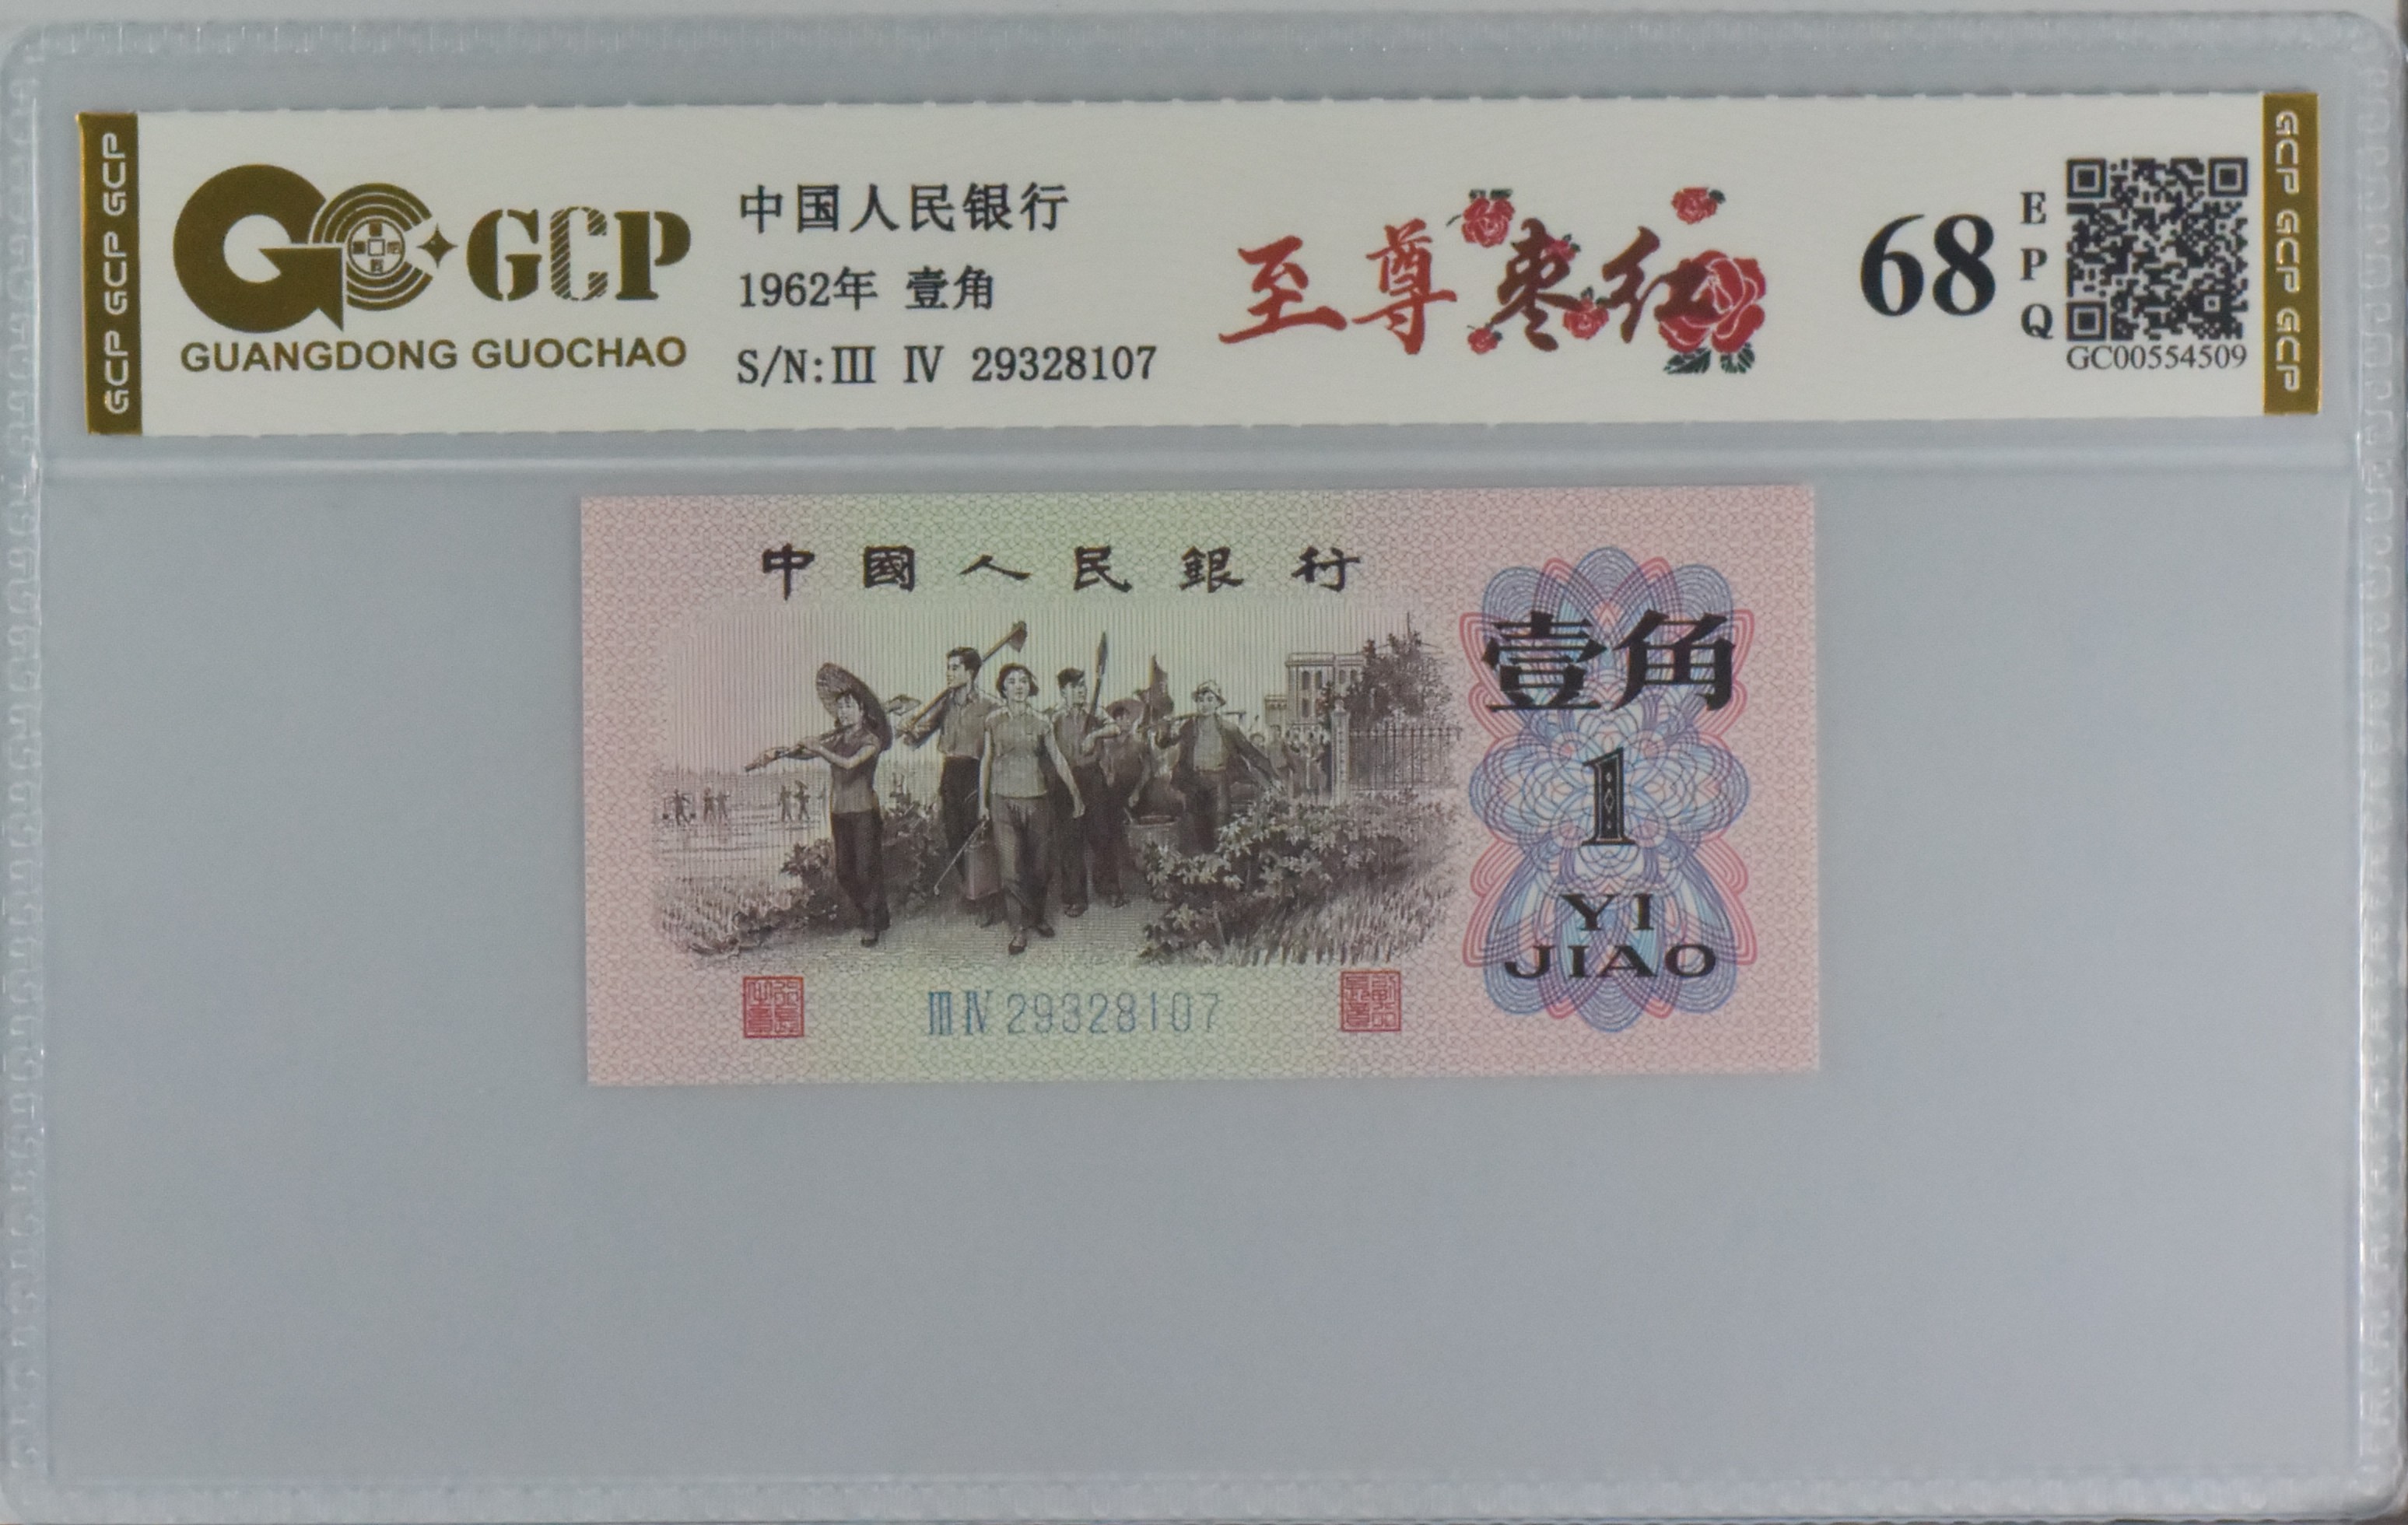 GCP GCP GCP
GCP
GUANGDONG GUOCHAO
中国人民银行
1962年 壹角
S/N:Ⅲ Ⅳ 29328107
至尊枣红
68
EPQ
GC00554509
GCP GCP GCP
中國人民銀行
壹角
1
YI
JIAO
Ⅲ Ⅳ 29328107